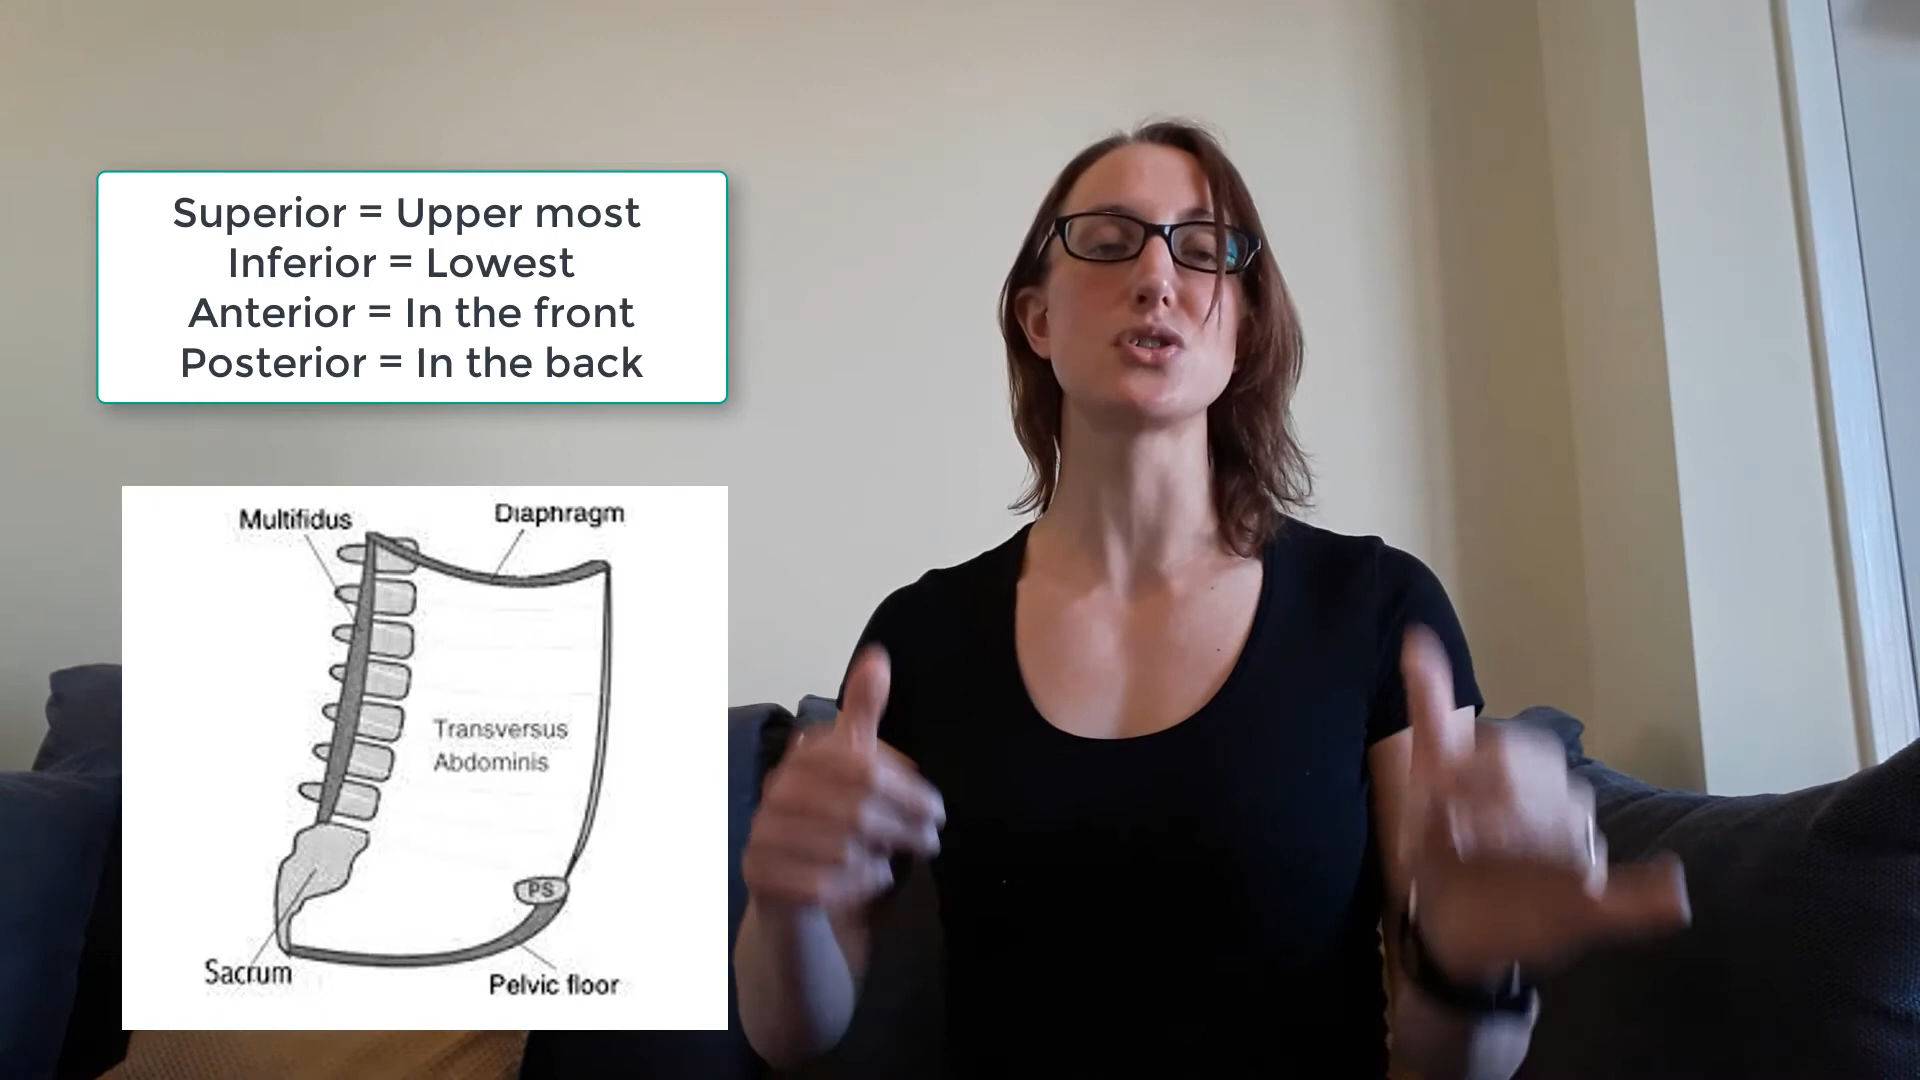 Superior = Upper most
Inferior = Lowest
Anterior = In the front
Posterior = In the back
Multifidus
Diaphragm
Transversus
Abdominis
PS
Sacrum
Pelvic floor